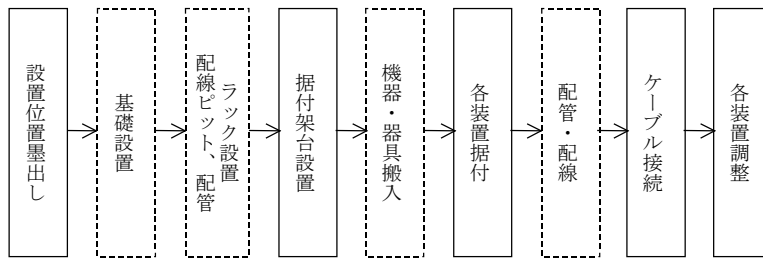 設置位置墨出し
基礎設置
配線ピット、配管
ラック設置
据付架台設置
機器・器具搬入
各装置据付
配管・配線
ケーブル接続
各装置調整